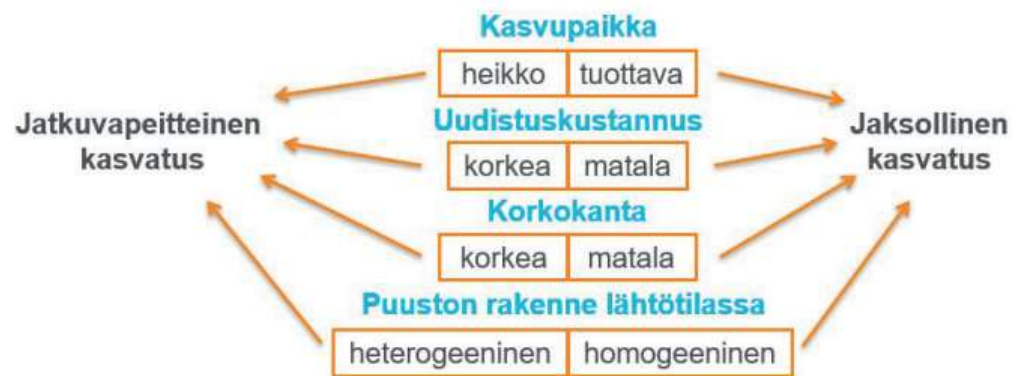 Kasvupaikka
heikko tuottava
Jatkuvapeitteinen
kasvatus
Uudistuskustannus
korkea matala
Jaksollinen
kasvatus
Korkokanta
korkea matala
Puuston rakenne lähtötilassa
heterogeeninen homogeeninen